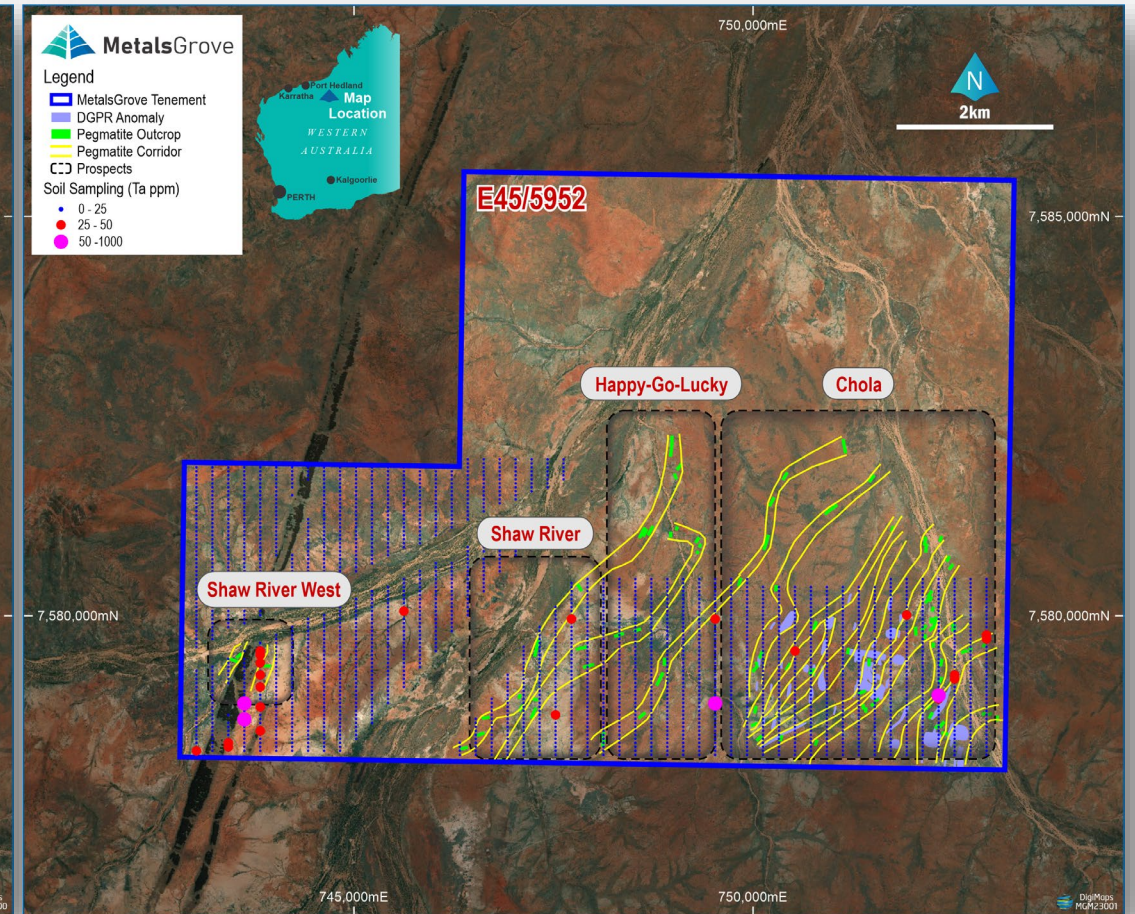 MetalsGrove
Legend
MetalsGrove Tenement
DGPR Anomaly
Pegmatite Outcrop
Pegmatite Corridor
Prospects
Soil Sampling (Ta ppm)
0 - 25
25 - 50
50 -1000
Port Hedland
Karratha
Map
Location
WESTERN
AUSTRALIA
Kalgoorlie
PERTH
750,000mE
N
2km
E45/5952
7,585,000mN
Happy-Go-Lucky
Chola
Shaw River
Shaw River West
7,580,000mN
7,580,000mN
745,000mE
750,000mE
DigiMaps
MGM23001